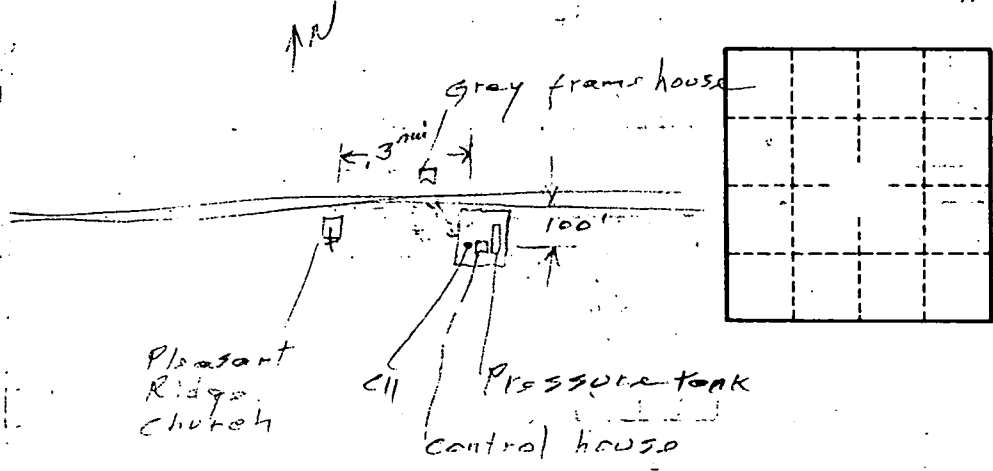 N
Grey frame house
.3 mi
100'
Pleasant
Ridge
Church
C11
Pressure tank
Control house